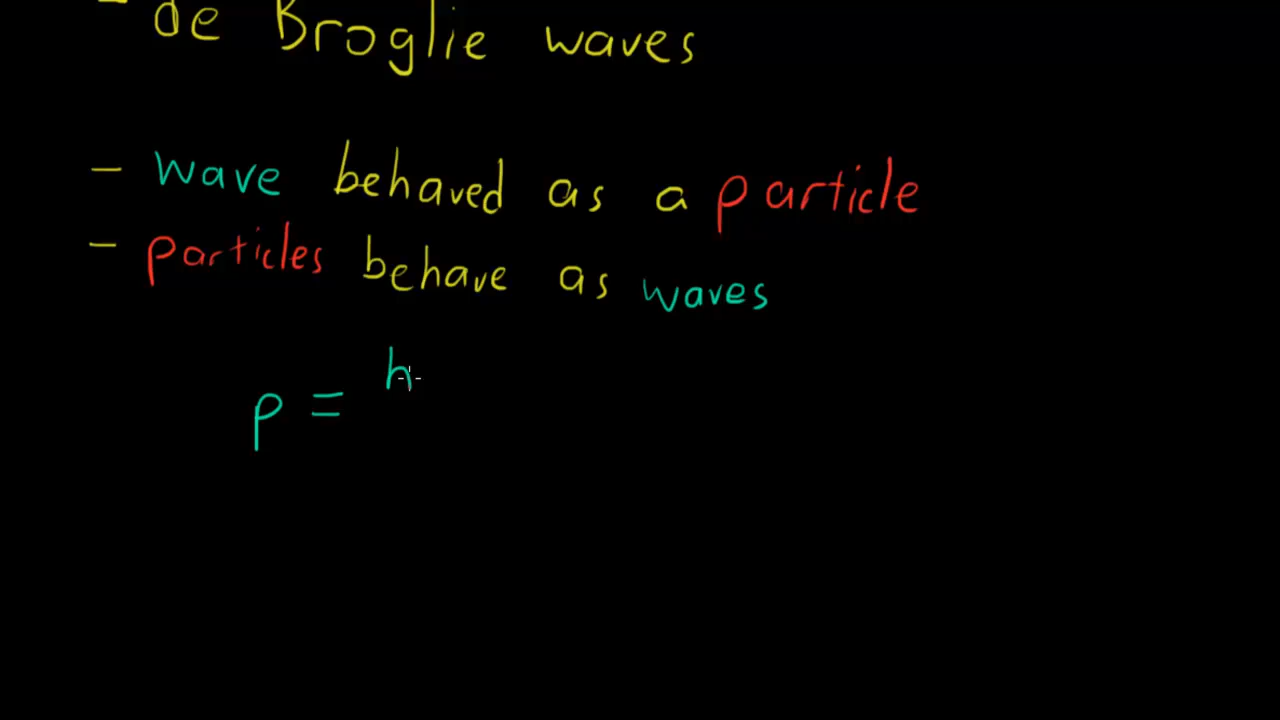 - de Broglie waves
- wave behaved as a particle
- particles behave as waves
p = h